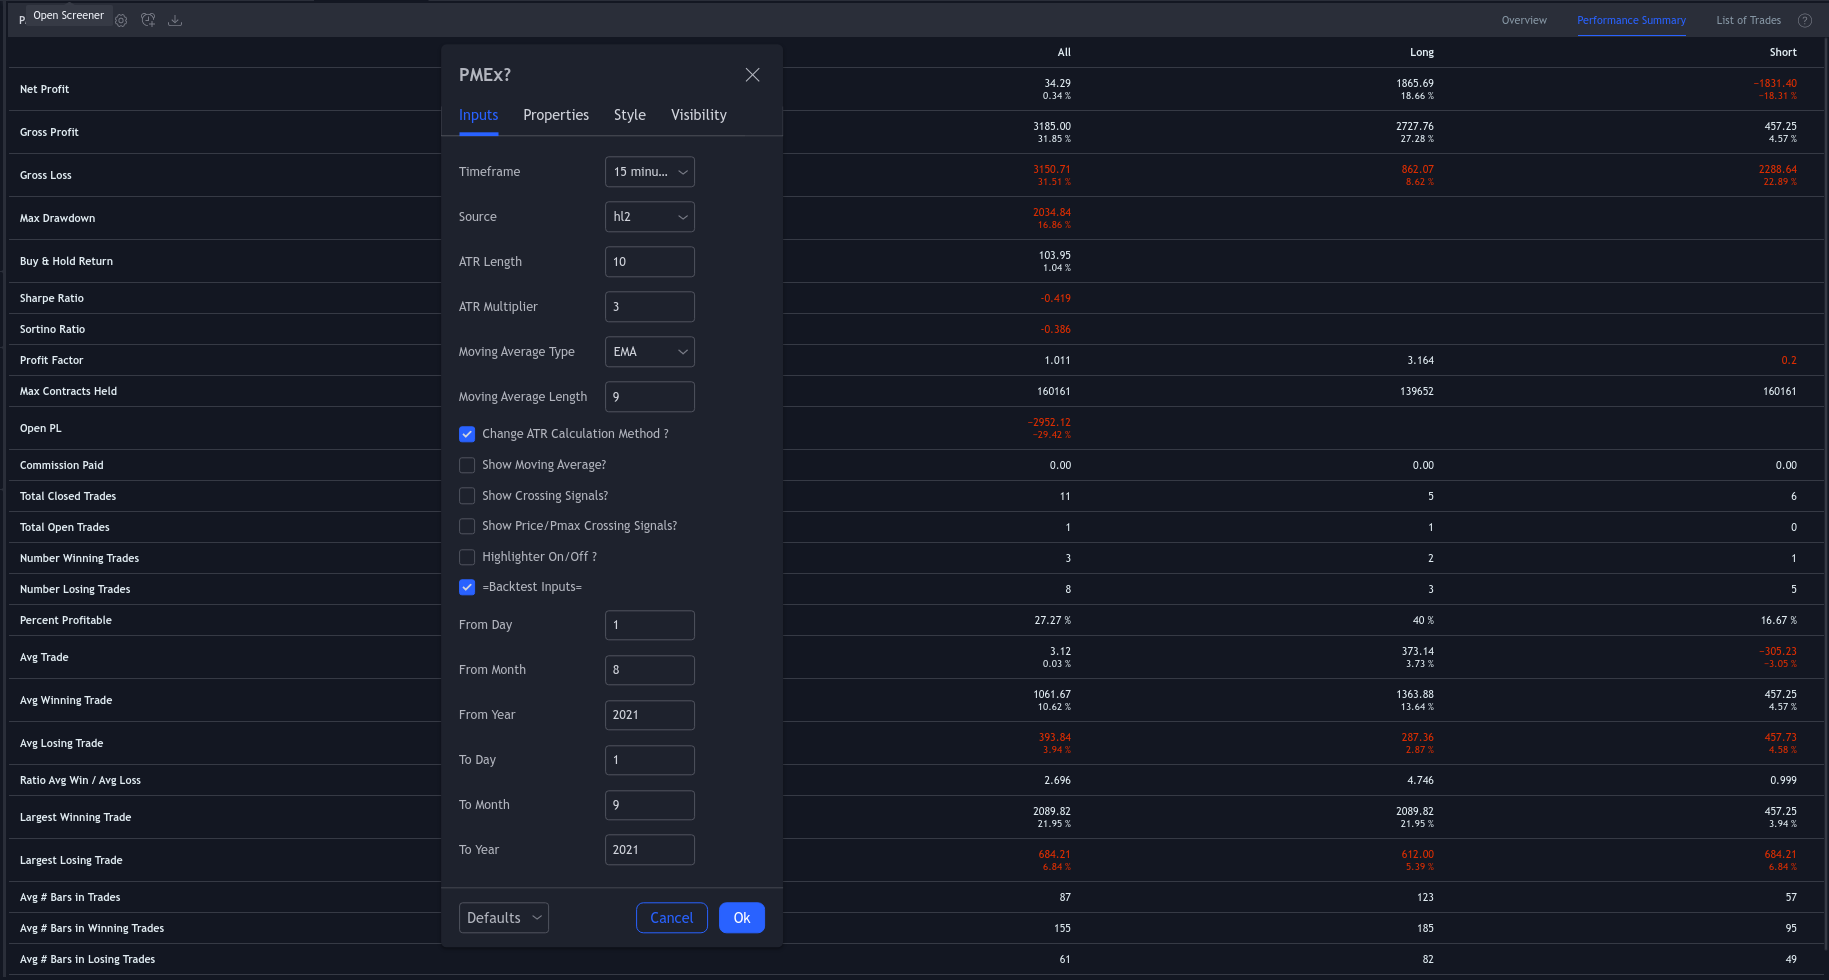 P
Open Screener
Overview
Performance Summary
List of Trades
?
All Long Short
Net Profit 34.29 1865.69 −1831.40
0.34 % 18.66 % −18.31 %
Gross Profit 3185.00 2727.76 457.25
31.85 % 27.28 % 4.57 %
Gross Loss 3150.71 862.07 2288.64
31.51 % 8.62 % 22.89 %
Max Drawdown 2034.84
16.86 %
Buy & Hold Return 103.95
1.04 %
Sharpe Ratio -0.419
Sortino Ratio -0.386
Profit Factor 1.011 3.164 0.2
Max Contracts Held 160161 139652 160161
Open PL −2952.12
−29.42 %
Commission Paid 0.00 0.00 0.00
Total Closed Trades 11 5 6
Total Open Trades 1 1 0
Number Winning Trades 3 2 1
Number Losing Trades 8 3 5
Percent Profitable 27.27 % 40 % 16.67 %
Avg Trade 3.12 373.14 −305.23
0.03 % 3.73 % −3.05 %
Avg Winning Trade 1061.67 1363.88 457.25
10.62 % 13.64 % 4.57 %
Avg Losing Trade 393.84 287.36 457.73
3.94 % 2.87 % 4.58 %
Ratio Avg Win / Avg Loss 2.696 4.746 0.999
Largest Winning Trade 2089.82 2089.82 457.25
21.95 % 21.95 % 3.94 %
Largest Losing Trade 684.21 612.00 684.21
6.84 % 5.39 % 6.84 %
Avg # Bars in Trades 87 123 57
Avg # Bars in Winning Trades 155 185 95
Avg # Bars in Losing Trades 61 82 49
PMEx?
Inputs Properties Style Visibility
Timeframe 15 minu...
Source hl2
ATR Length 10
ATR Multiplier 3
Moving Average Type EMA
Moving Average Length 9
Change ATR Calculation Method ?
Show Moving Average?
Show Crossing Signals?
Show Price/Pmax Crossing Signals?
Highlighter On/Off ?
=Backtest Inputs=
From Day 1
From Month 8
From Year 2021
To Day 1
To Month 9
To Year 2021
Defaults Cancel Ok